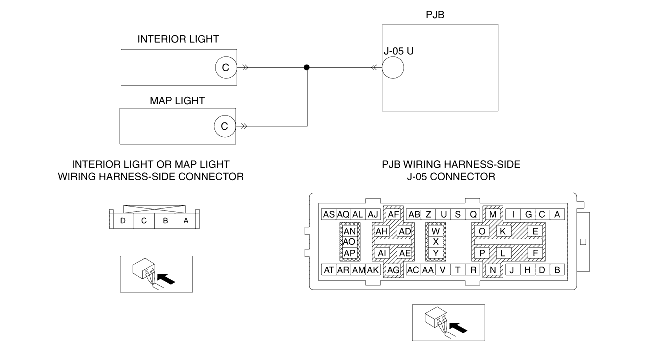 PJB
INTERIOR LIGHT
J-05 U
C
MAP LIGHT
C
INTERIOR LIGHT OR MAP LIGHT
WIRING HARNESS-SIDE CONNECTOR
PJB WIRING HARNESS-SIDE
J-05 CONNECTOR
D C B A
AS AQ AL AJ AF AB Z U S Q M I G C A
AN AH AD W O K E
AO X
AP AI AE Y P L F
AT AR AM AK AG AC AA V T R N J H D B